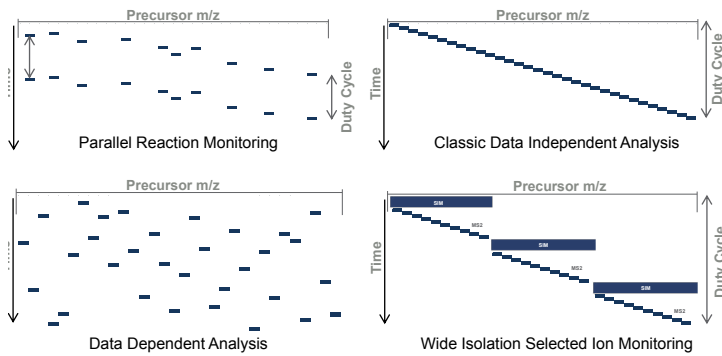 Precursor m/z
Duty Cycle
Parallel Reaction Monitoring
Precursor m/z
Time
Duty Cycle
Classic Data Independent Analysis
Precursor m/z
Data Dependent Analysis
Precursor m/z
Time
SIM
MS2
SIM
MS2
SIM
MS2
Duty Cycle
Wide Isolation Selected Ion Monitoring